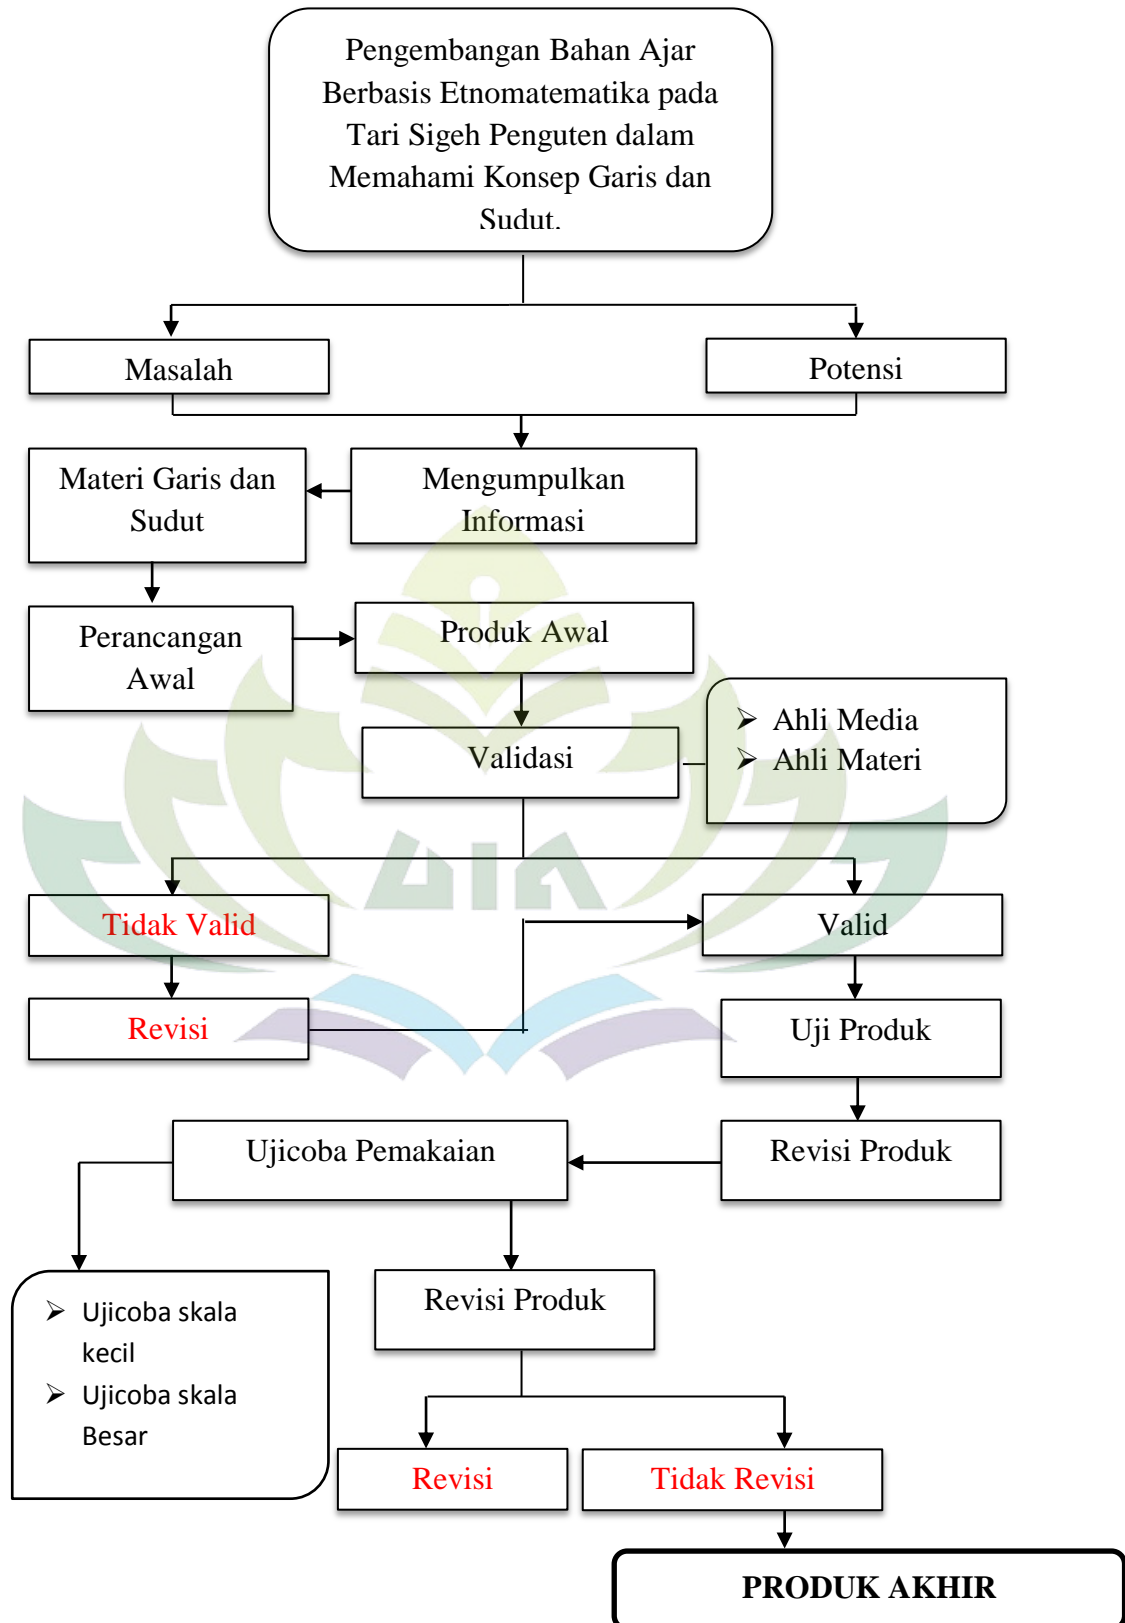 Pengembangan Bahan Ajar
Berbasis Etnomatematika pada
Tari Sigeh Penguten dalam
Memahami Konsep Garis dan
Sudut.
Masalah
Potensi
Materi Garis dan
Sudut
Mengumpulkan
Informasi
Perancangan
Awal
Produk Awal
Validasi
➢ Ahli Media
➢ Ahli Materi
UIN
Tidak Valid
Valid
Revisi
Uji Produk
Ujicoba Pemakaian
Revisi Produk
➢ Ujicoba skala
kecil
➢ Ujicoba skala
Besar
Revisi Produk
Revisi
Tidak Revisi
PRODUK AKHIR